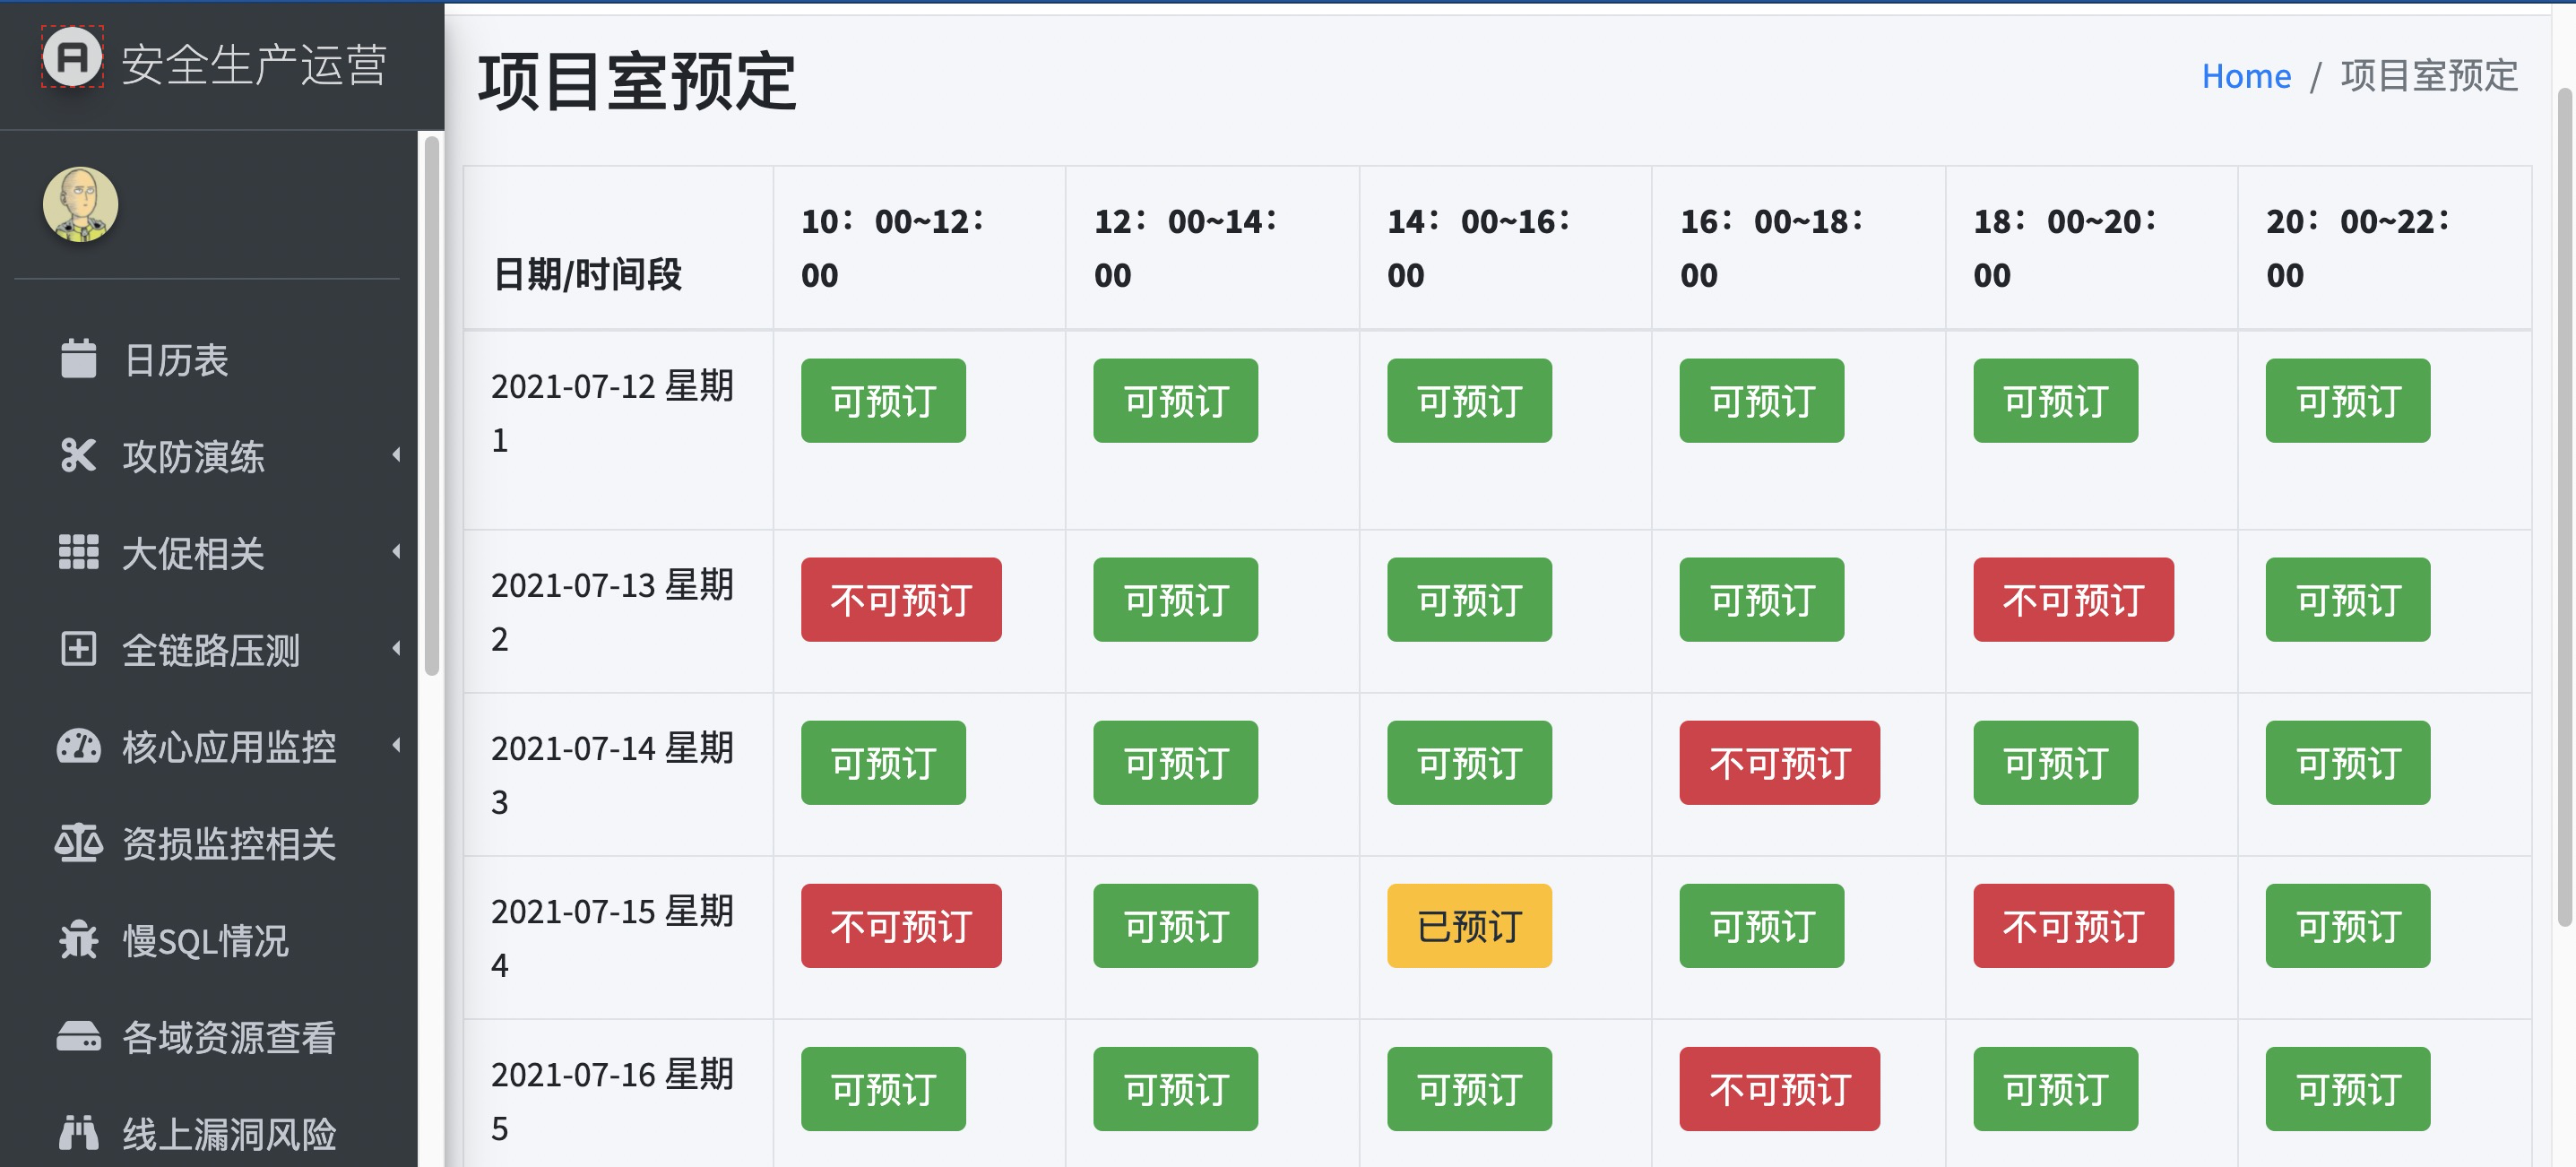 安全生产运营
日历表
攻防演练
大促相关
全链路压测
核心应用监控
资损监控相关
慢SQL情况
各域资源查看
线上漏洞风险
项目室预定
Home / 项目室预定
日期/时间段
10：00~12：
00
12：00~14：
00
14：00~16：
00
16：00~18：
00
18：00~20：
00
20：00~22：
00
2021-07-12 星期
1
可预订 可预订 可预订 可预订 可预订 可预订
2021-07-13 星期
2
不可预订 可预订 可预订 可预订 不可预订 可预订
2021-07-14 星期
3
可预订 可预订 可预订 不可预订 可预订 可预订
2021-07-15 星期
4
不可预订 可预订 已预订 可预订 不可预订 可预订
2021-07-16 星期
5
可预订 可预订 可预订 不可预订 可预订 可预订